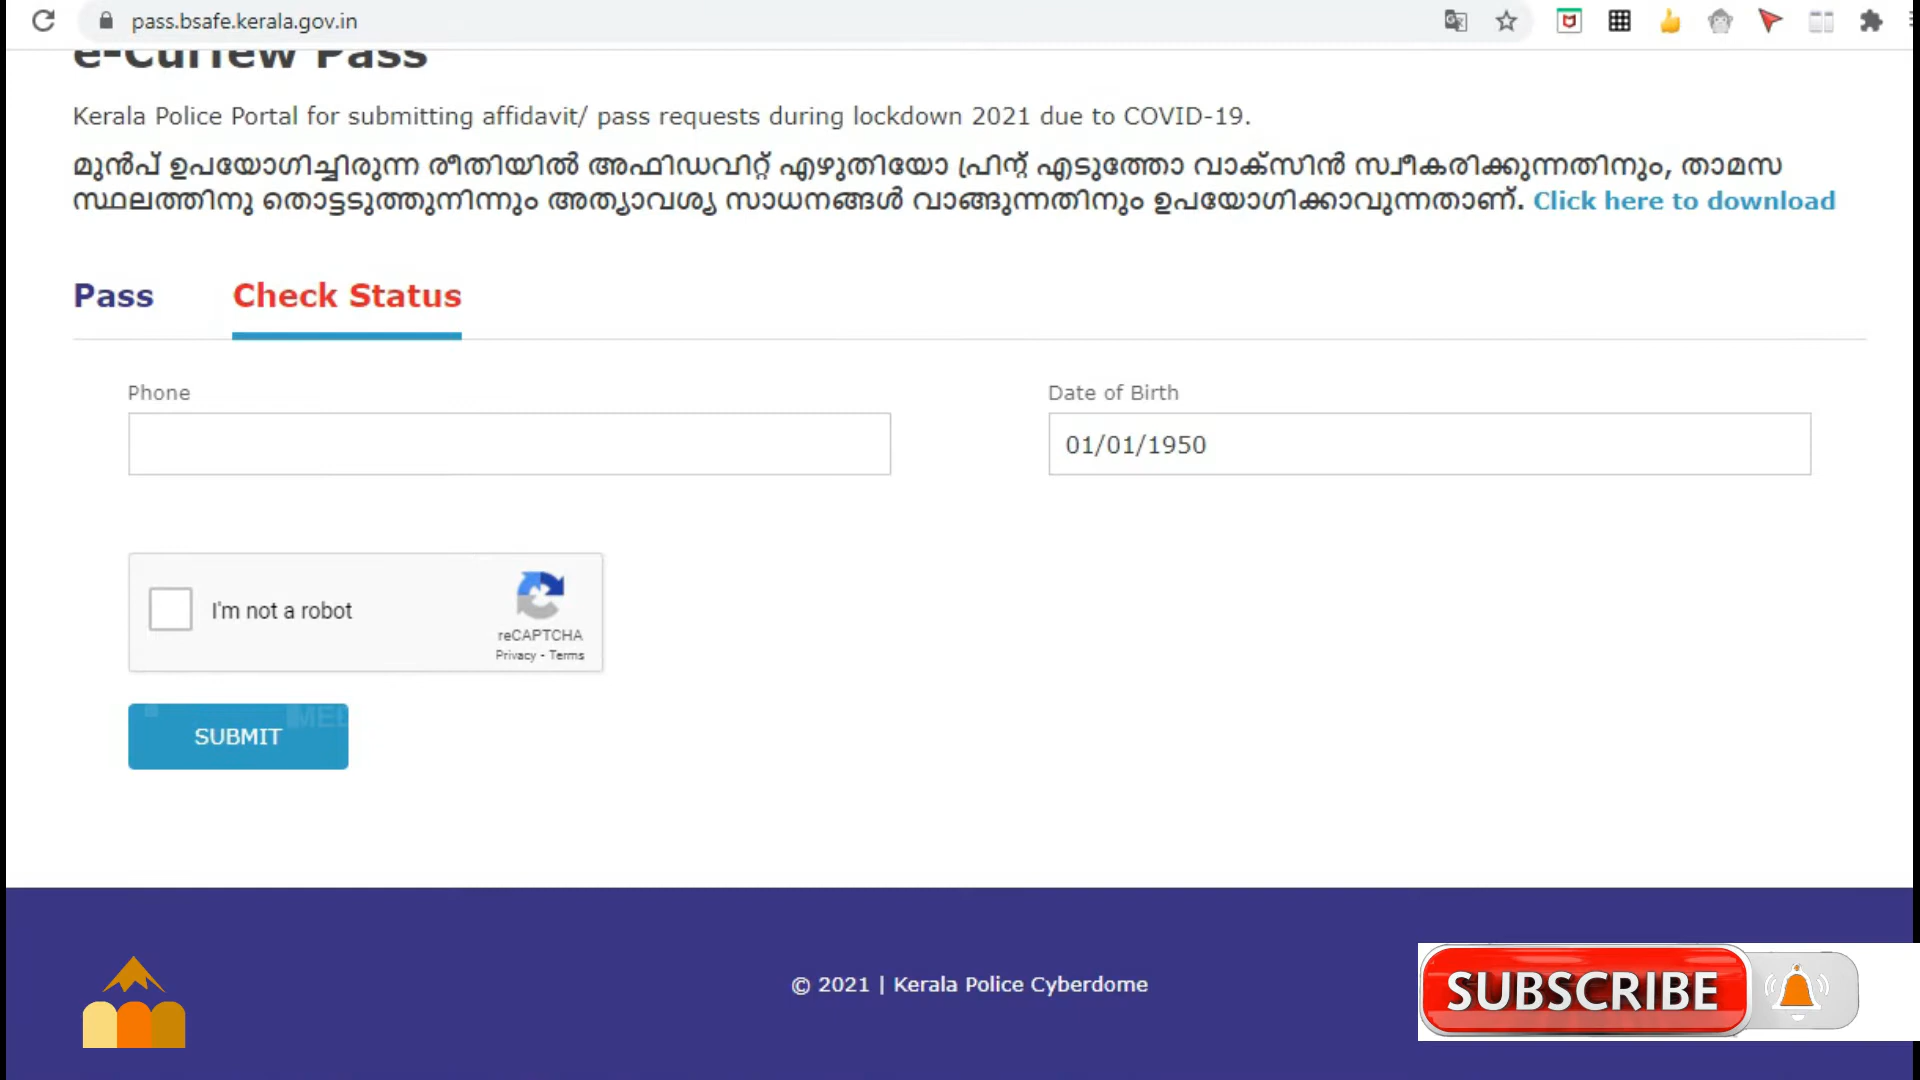 pass.bsafe.kerala.gov.in
e-Curfew Pass
Kerala Police Portal for submitting affidavit/ pass requests during lockdown 2021 due to COVID-19.
മുൻപ് ഉപയോഗിച്ചിരുന്ന രീതിയിൽ അഫിഡവിറ്റ് എഴുതിയോ പ്രിന്റ് എടുത്തോ വാക്സിൻ സ്വീകരിക്കുന്നതിനും, താമസ
സ്ഥലത്തിനു തൊട്ടടുത്തുനിന്നും അത്യാവശ്യ സാധനങ്ങൾ വാങ്ങുന്നതിനും ഉപയോഗിക്കാവുന്നതാണ്. Click here to download
Pass Check Status
Phone Date of Birth
01/01/1950
I'm not a robot
reCAPTCHA
Privacy - Terms
SUBMIT
© 2021 | Kerala Police Cyberdome
SUBSCRIBE